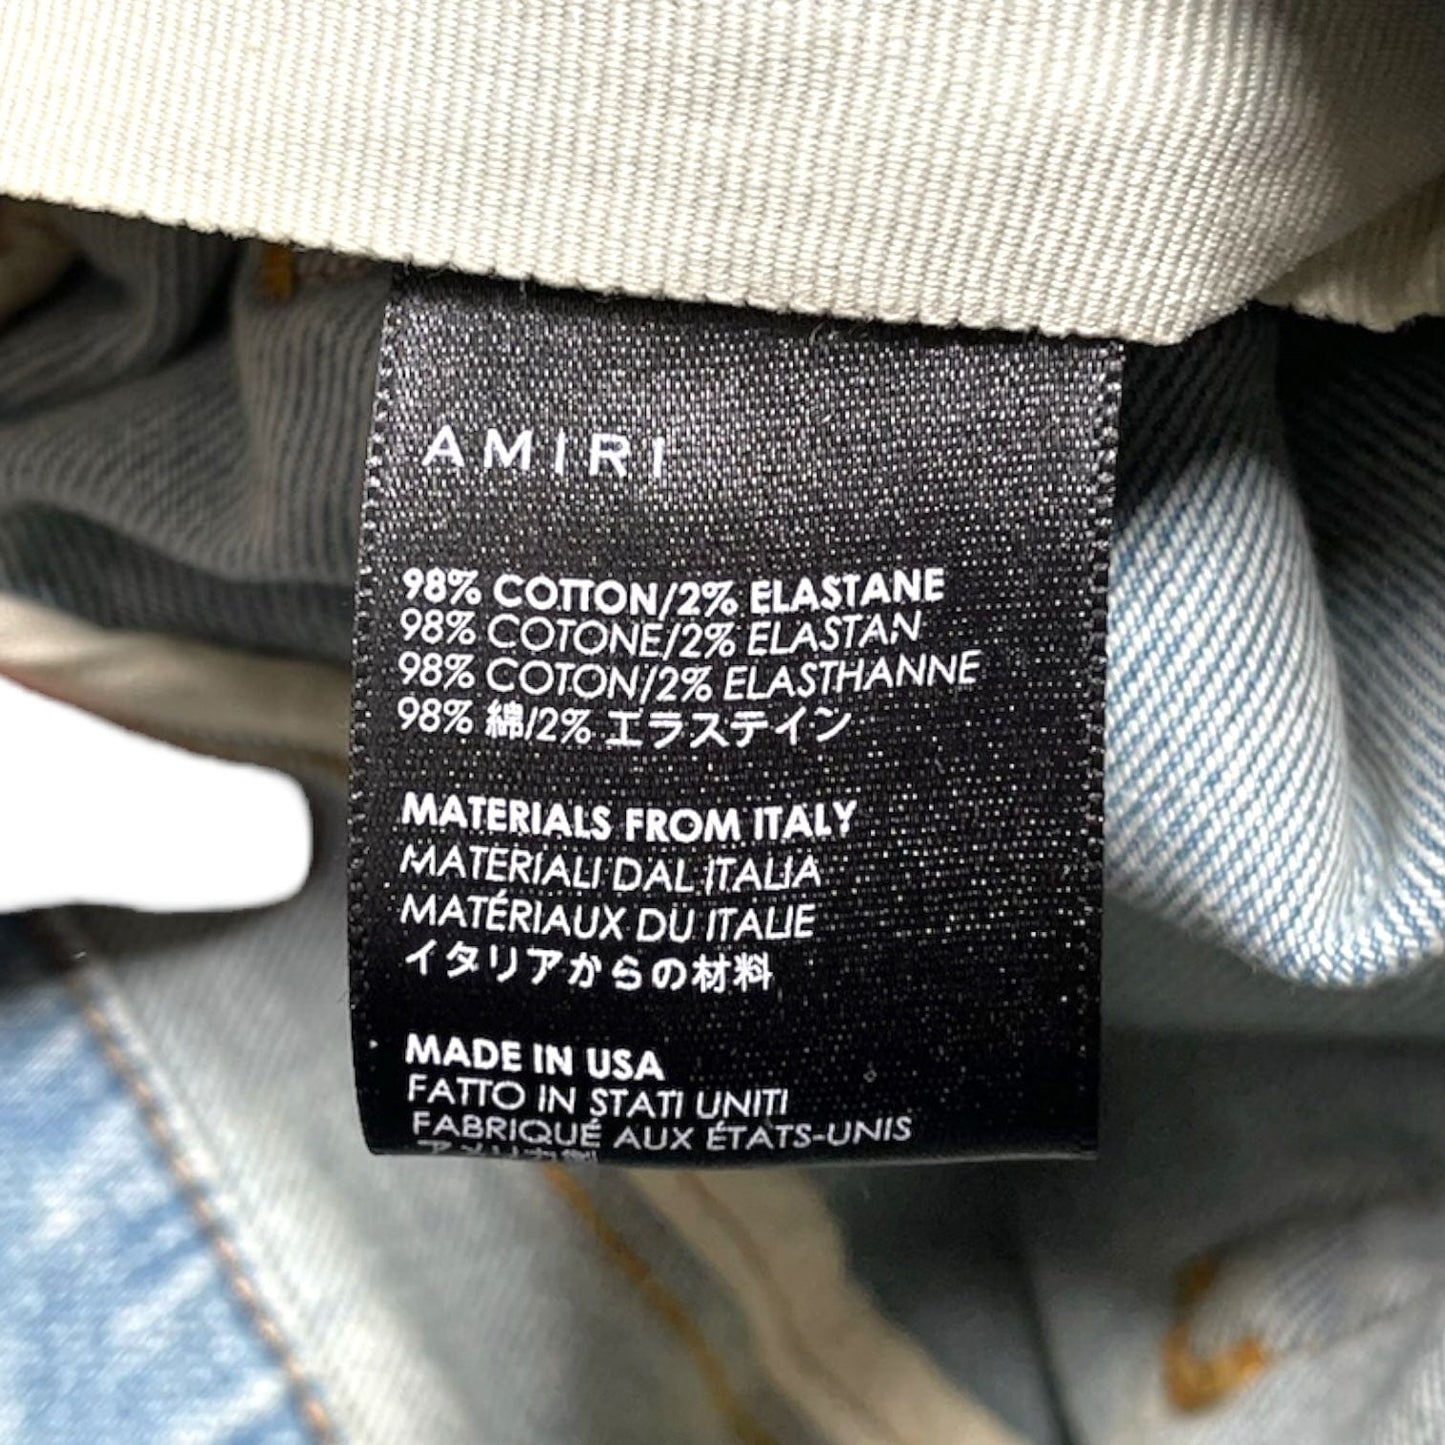 AMIRI
98% COTTON/2% ELASTANE
98% COTONE/2% ELASTAN
98% COTON/2% ELASTHANNE
98% 綿/2% エラステイン
MATERIALS FROM ITALY
MATERIALI DAL ITALIA
MATÉRIAUX DU ITALIE
イタリアからの材料
MADE IN USA
FATTO IN STATI UNITI
FABRIQUÉ AUX ÉTATS-UNIS